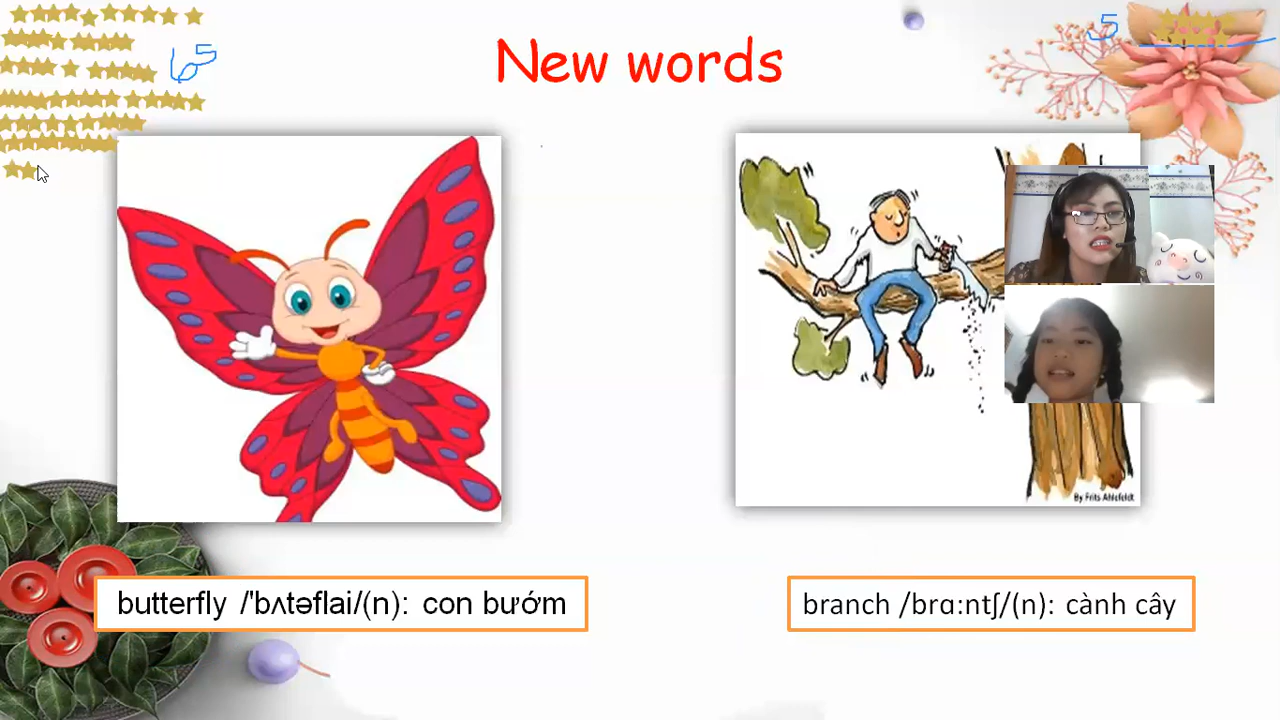 New words
65
5
By Frits Ahlefeldt
butterfly /'bʌtəflai/(n): con bướm
branch /brɑ:ntʃ/(n): cành cây